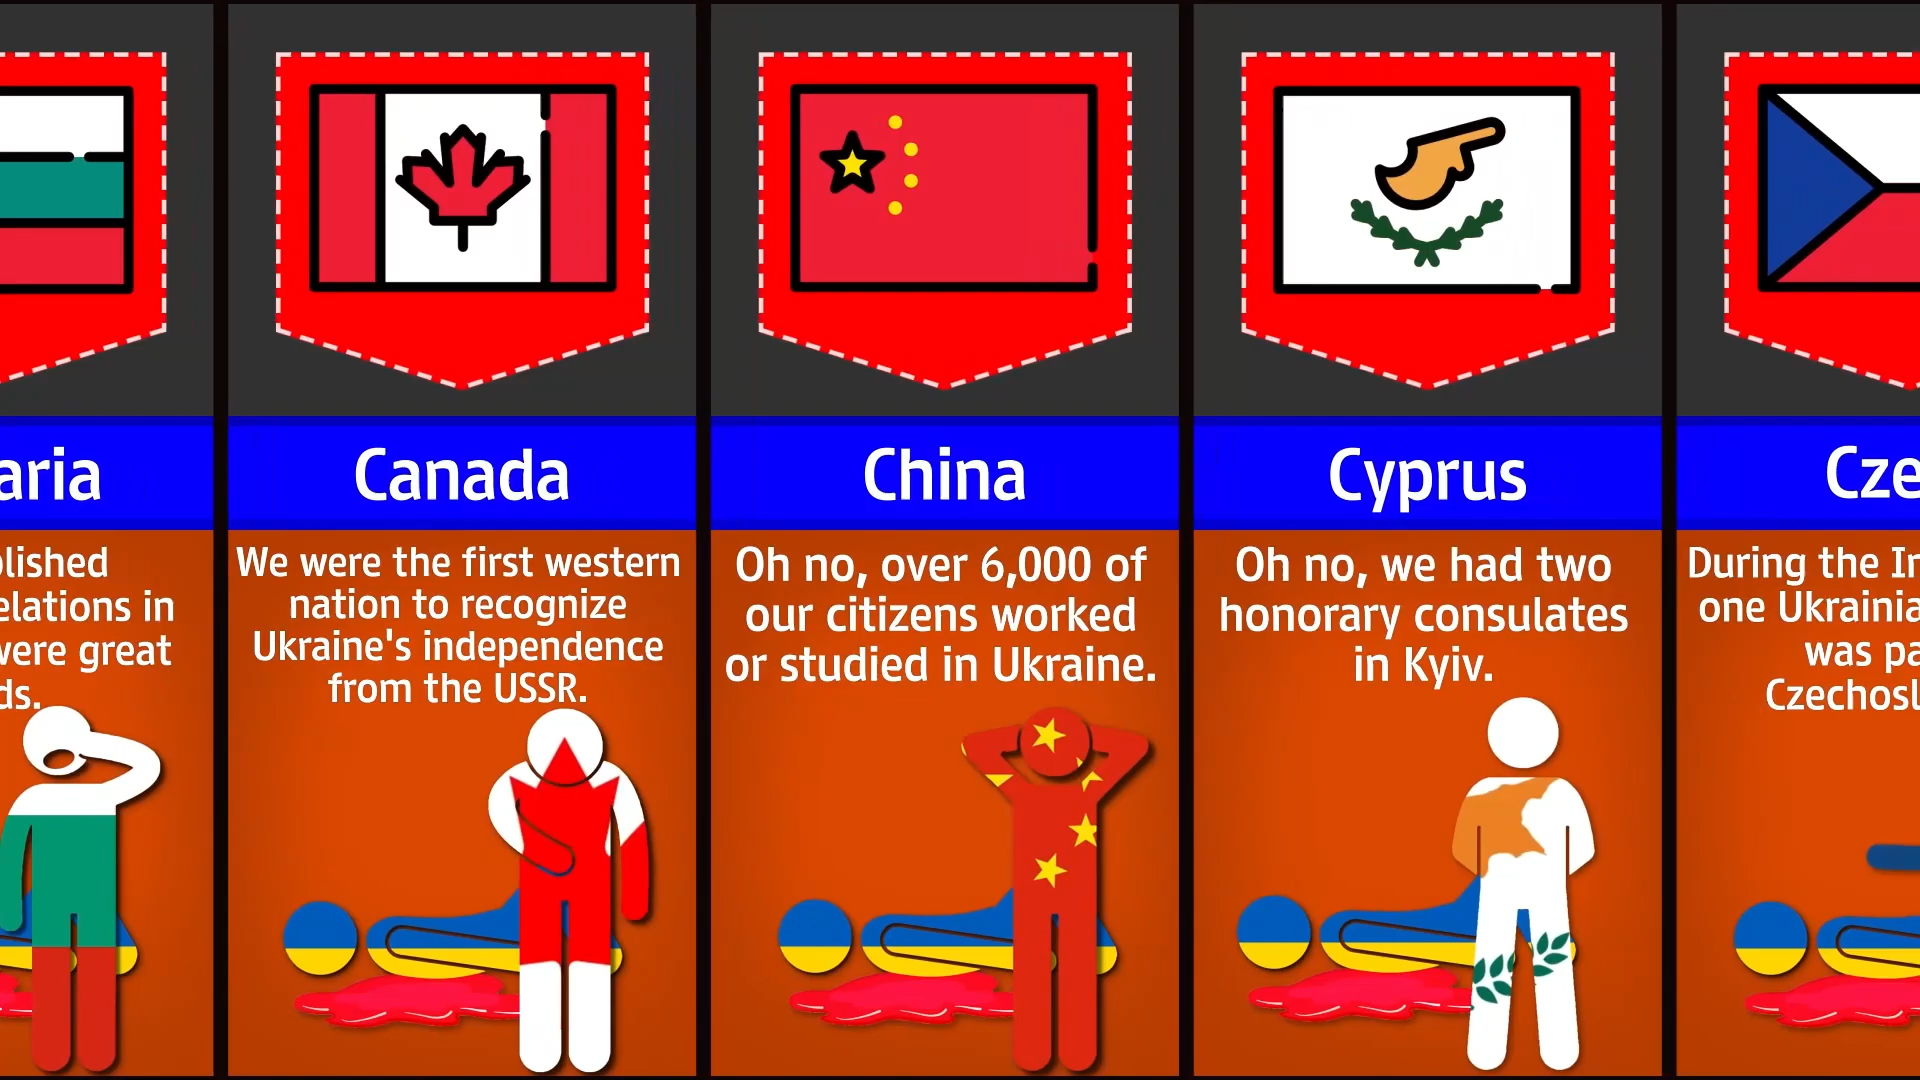 aria
elations in
were great
ds.
Canada
We were the first western
nation to recognize
Ukraine's independence
from the USSR.
China
Oh no, over 6,000 of
our citizens worked
or studied in Ukraine.
Cyprus
Oh no, we had two
honorary consulates
in Kyiv.
Cze
During the In
one Ukrainia
was pa
Czechosl